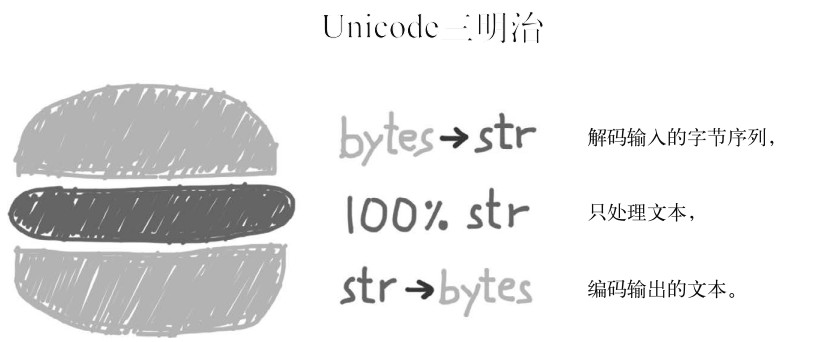 Unicode三明治
bytes→str 解码输入的字节序列，
100% str 只处理文本，
str→bytes 编码输出的文本。